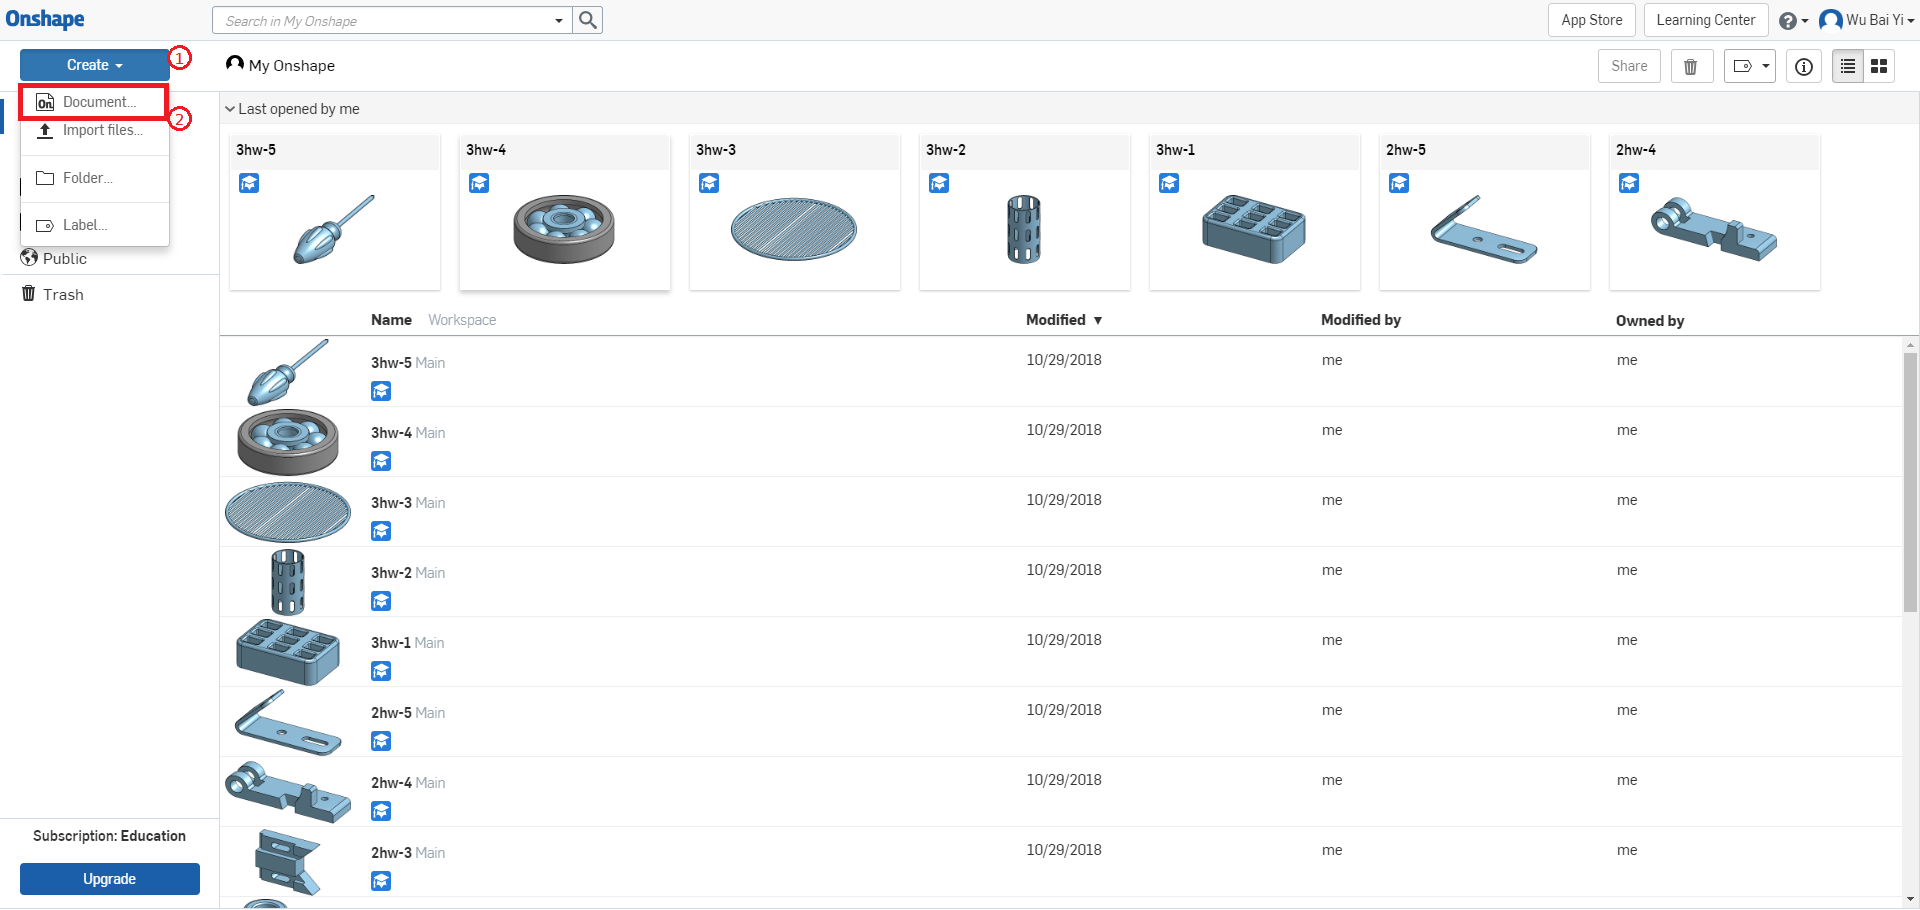 Onshape
Search in My Onshape
App Store
Learning Center
Wu Bai Yi
Create
1
My Onshape
Share
Document...
2
Import files...
Folder...
Label...
Public
Trash
Last opened by me
3hw-5
3hw-4
3hw-3
3hw-2
3hw-1
2hw-5
2hw-4
Name Workspace Modified ▼ Modified by Owned by
3hw-5 Main 10/29/2018 me me
3hw-4 Main 10/29/2018 me me
3hw-3 Main 10/29/2018 me me
3hw-2 Main 10/29/2018 me me
3hw-1 Main 10/29/2018 me me
2hw-5 Main 10/29/2018 me me
2hw-4 Main 10/29/2018 me me
2hw-3 Main 10/29/2018 me me
Subscription: Education
Upgrade